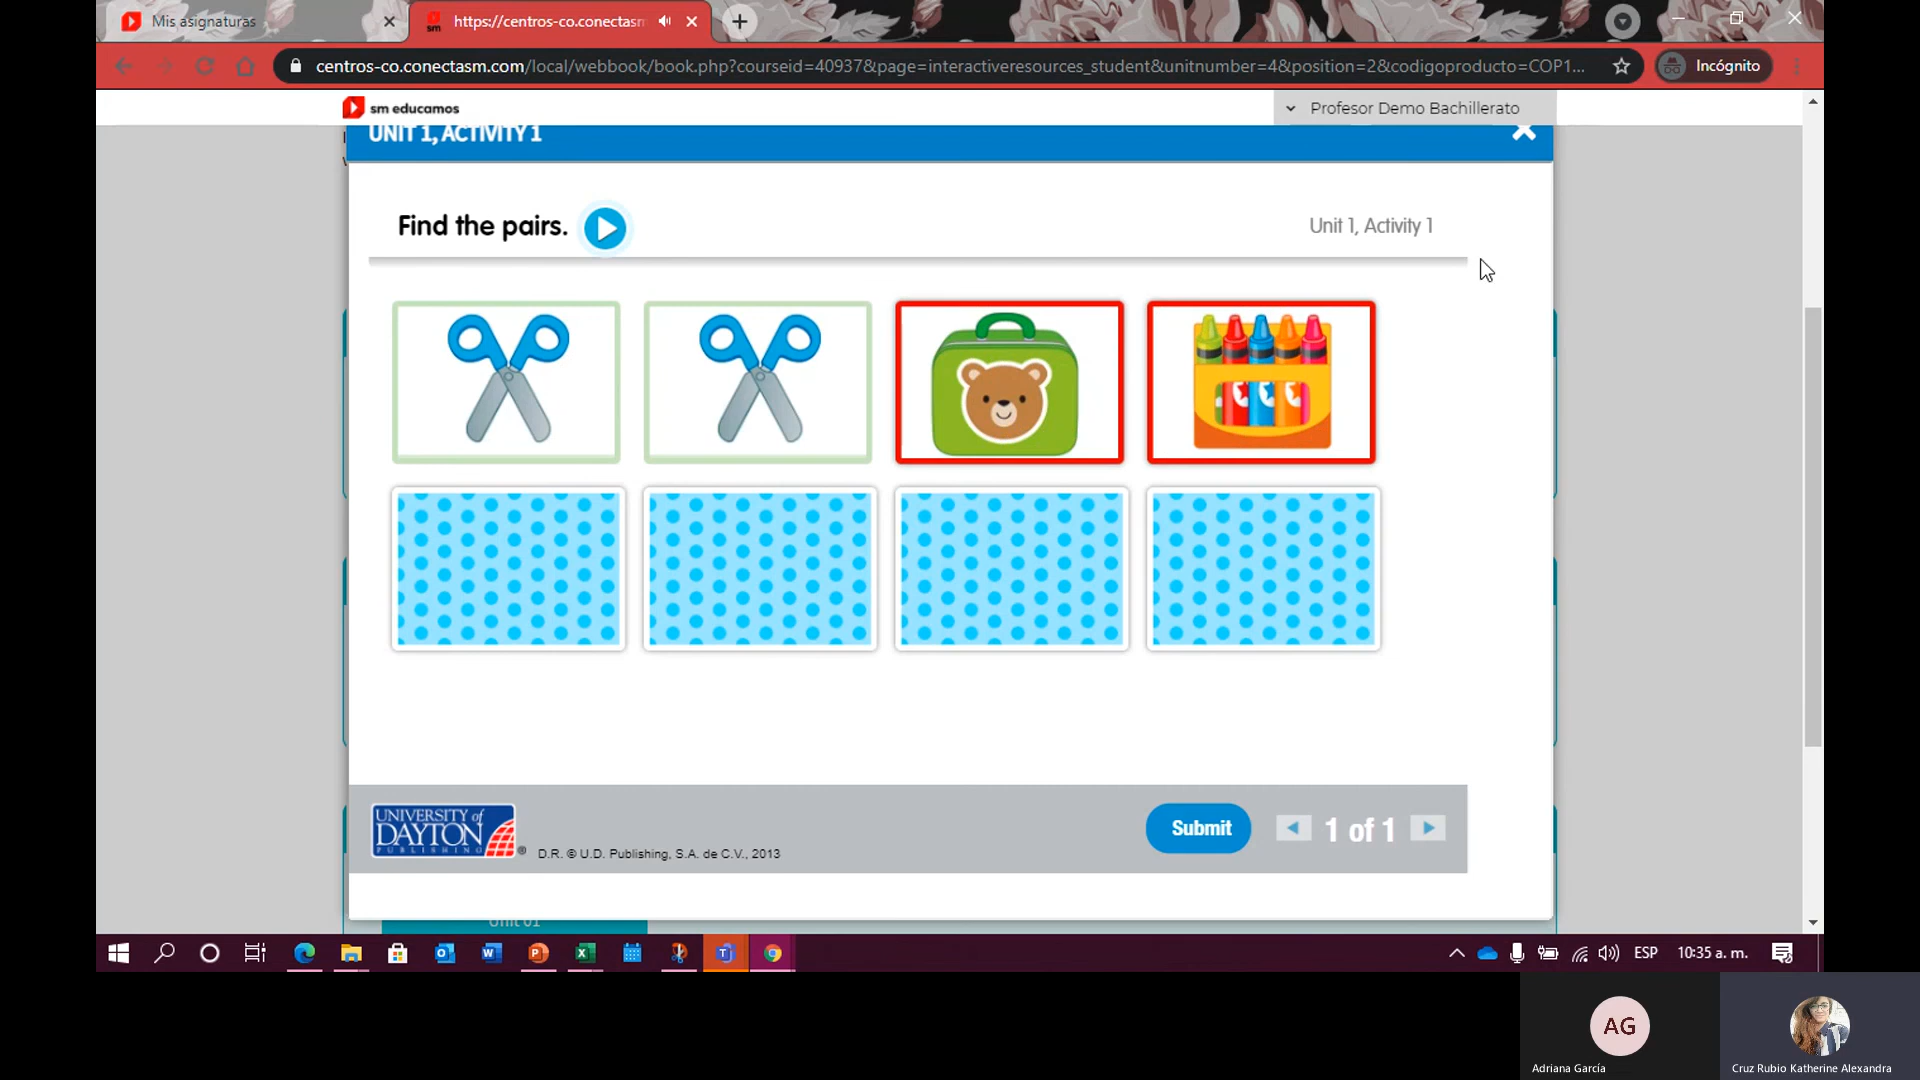 Mis asignaturas
https://centros-co.conectasm
centros-co.conectasm.com/local/webbook/book.php?courseid=40937&page=interactiveresources_student&unitnumber=4&position=2&codigoproducto=COP1...
Incógnito
sm educamos
Profesor Demo Bachillerato
UNIT 1, ACTIVITY 1
Find the pairs.
Unit 1, Activity 1
UNIVERSITY of
DAYTON
PUBLISHING
D.R. © U.D. Publishing, S.A. de C.V., 2013
Submit
1 of 1
Unit 01
ESP
10:35 a. m.
AG
Adriana García
Cruz Rubio Katherine Alexandra